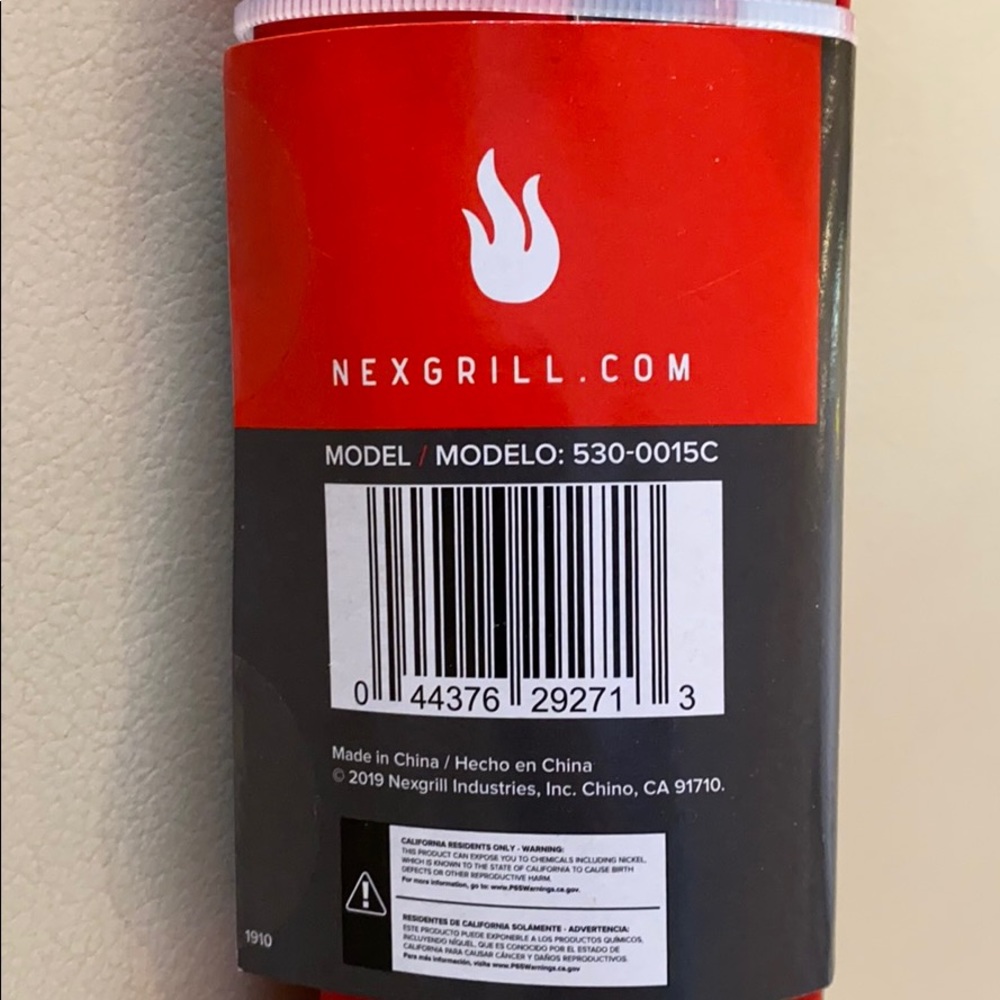 NEXGRILL.COM
MODEL / MODELO: 530-0015C
0 44376 29271 3
Made in China / Hecho en China
© 2019 Nexgrill Industries, Inc. Chino, CA 91710.
CALIFORNIA RESIDENTS ONLY - WARNING:
THIS PRODUCT CAN EXPOSE YOU TO CHEMICALS INCLUDING NICKEL,
WHICH IS KNOWN TO THE STATE OF CALIFORNIA TO CAUSE BIRTH
DEFECTS OR OTHER REPRODUCTIVE HARM.
For more information, go to: www.P65Warnings.ca.gov.
RESIDENTES DE CALIFORNIA SOLAMENTE - ADVERTENCIA:
ESTE PRODUCTO PUEDE EXPONERLE A LOS PRODUCTOS QUÍMICOS,
INCLUYENDO NÍQUEL, QUE ES CONOCIDO POR EL ESTADO DE
CALIFORNIA PARA CAUSAR CÁNCER Y DAÑOS REPRODUCTIVOS.
Para más información, visite www.P65Warnings.ca.gov
1910